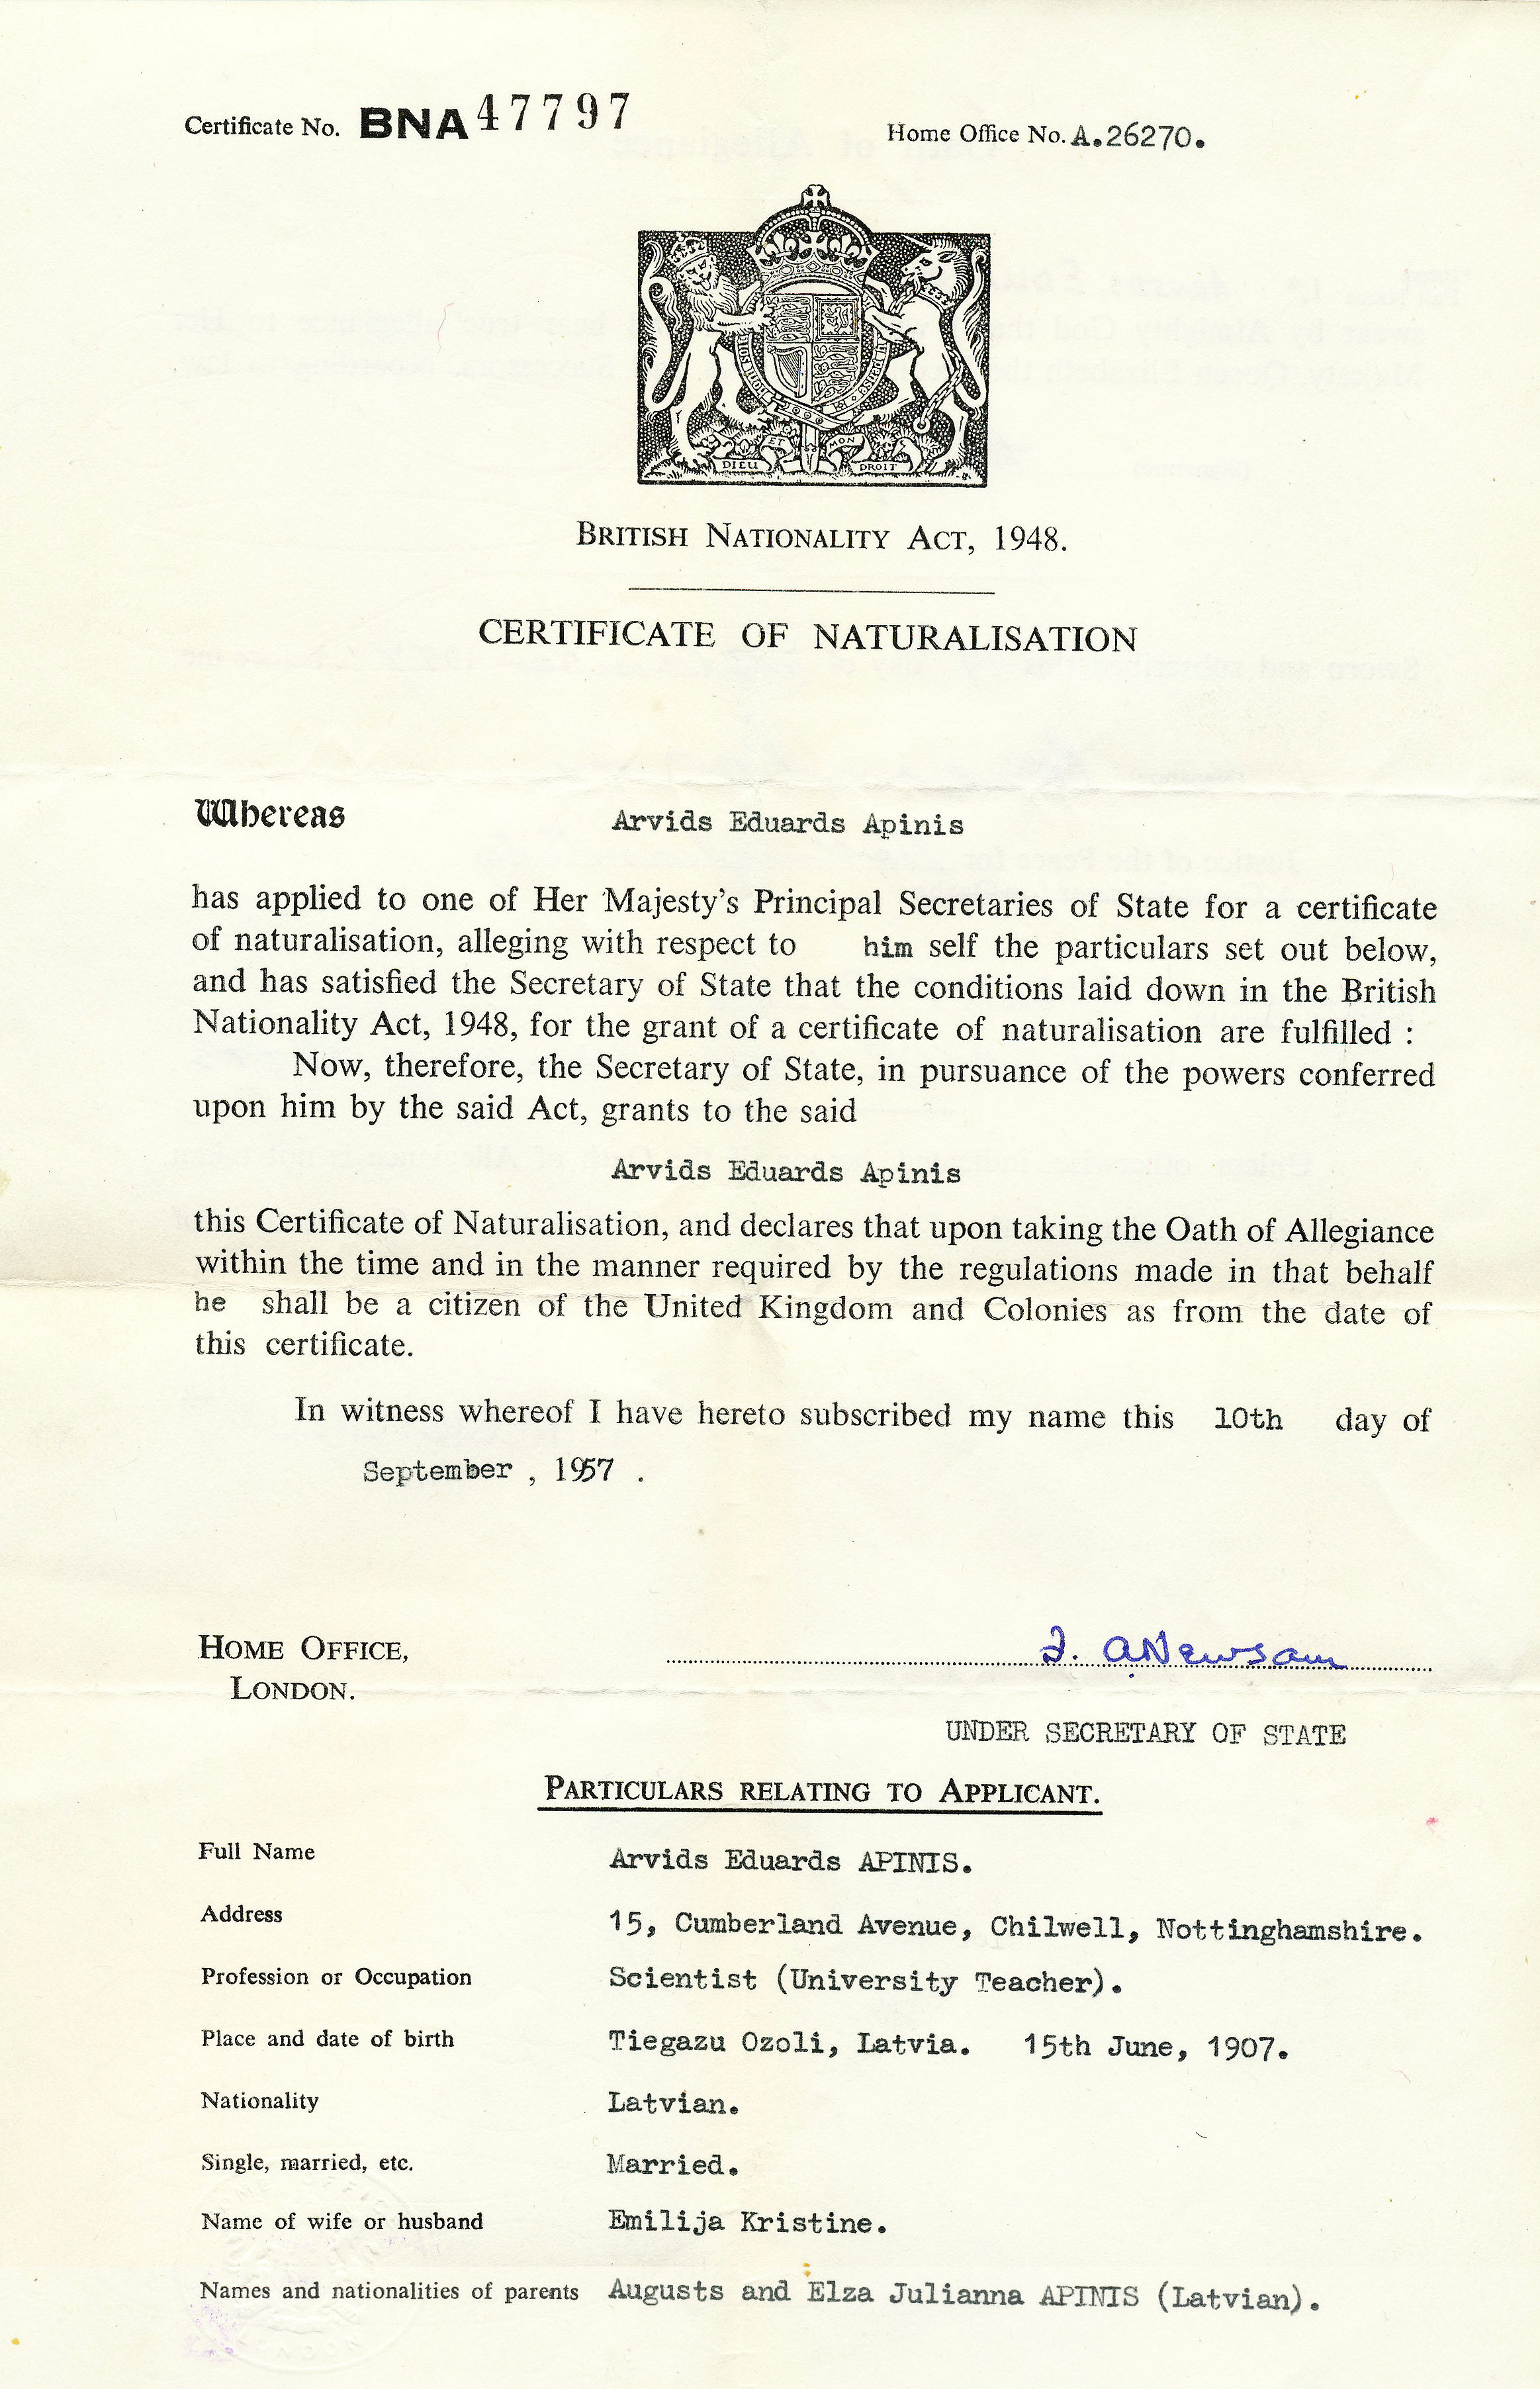 Certificate No. BNA 47797
Home Office No. A.26270.
DIEU ET MON DROIT
BRITISH NATIONALITY ACT, 1948.
CERTIFICATE OF NATURALISATION
Whereas Arvids Eduards Apinis
has applied to one of Her Majesty's Principal Secretaries of State for a certificate
of naturalisation, alleging with respect to him self the particulars set out below,
and has satisfied the Secretary of State that the conditions laid down in the British
Nationality Act, 1948, for the grant of a certificate of naturalisation are fulfilled :
Now, therefore, the Secretary of State, in pursuance of the powers conferred
upon him by the said Act, grants to the said
Arvids Eduards Apinis
this Certificate of Naturalisation, and declares that upon taking the Oath of Allegiance
within the time and in the manner required by the regulations made in that behalf
he shall be a citizen of the United Kingdom and Colonies as from the date of
this certificate.
In witness whereof I have hereto subscribed my name this 10th day of
September , 1957 .
HOME OFFICE,
LONDON.
F. A Newsam
UNDER SECRETARY OF STATE
PARTICULARS RELATING TO APPLICANT.
Full Name Arvids Eduards APINIS.
Address 15, Cumberland Avenue, Chilwell, Nottinghamshire.
Profession or Occupation Scientist (University Teacher).
Place and date of birth Tiegazu Ozoli, Latvia. 15th June, 1907.
Nationality Latvian.
Single, married, etc. Married.
Name of wife or husband Emilija Kristine.
Names and nationalities of parents Augusts and Elza Julianna APINIS (Latvian).